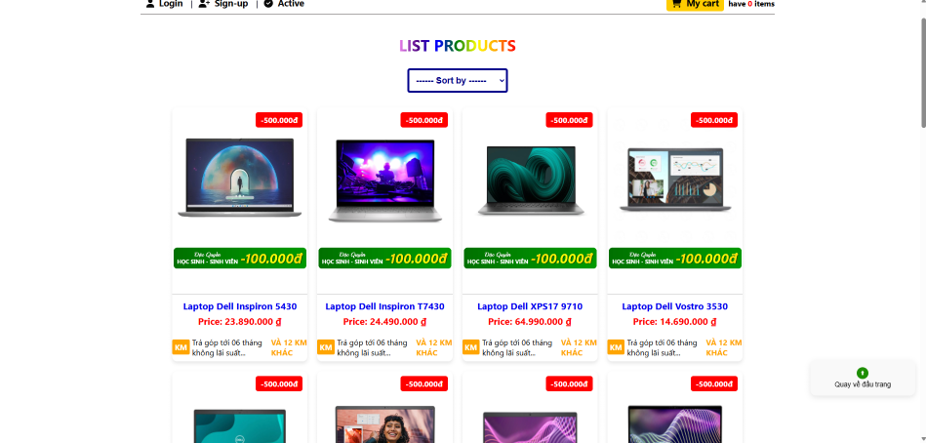 Login | Sign-up | Active
My cart have 0 items
LIST PRODUCTS
------ Sort by ------
-500.000đ
-500.000đ
-500.000đ
-500.000đ
Đặc Quyền
HỌC SINH - SINH VIÊN -100.000đ
Đặc Quyền
HỌC SINH - SINH VIÊN -100.000đ
Đặc Quyền
HỌC SINH - SINH VIÊN -100.000đ
Đặc Quyền
HỌC SINH - SINH VIÊN -100.000đ
Laptop Dell Inspiron 5430
Price: 23.890.000 ₫
KM Trả góp tới 06 tháng không lãi suất... VÀ 12 KM KHÁC
Laptop Dell Inspiron T7430
Price: 24.490.000 ₫
KM Trả góp tới 06 tháng không lãi suất... VÀ 12 KM KHÁC
Laptop Dell XPS17 9710
Price: 64.990.000 ₫
KM Trả góp tới 06 tháng không lãi suất... VÀ 12 KM KHÁC
Laptop Dell Vostro 3530
Price: 14.690.000 ₫
KM Trả góp tới 06 tháng không lãi suất... VÀ 12 KM KHÁC
-500.000đ
-500.000đ
-500.000đ
-500.000đ
Quay về đầu trang